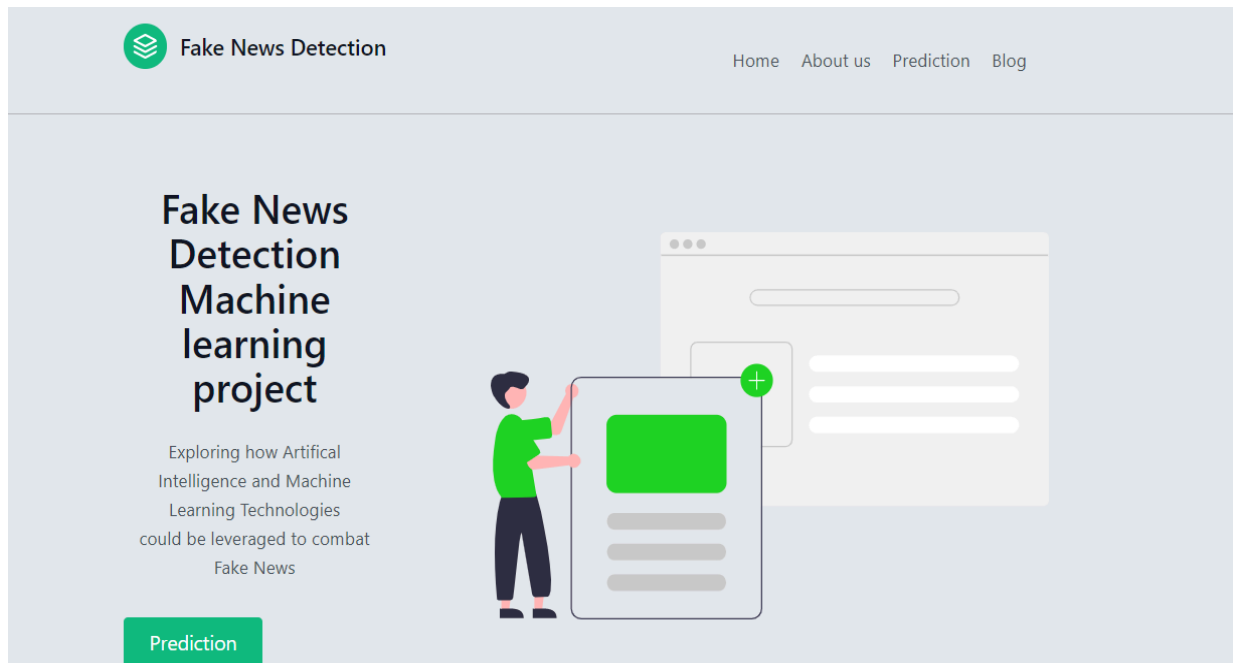 Fake News Detection
Home About us Prediction Blog
Fake News
Detection
Machine
learning
project
Exploring how Artifical
Intelligence and Machine
Learning Technologies
could be leveraged to combat
Fake News
Prediction